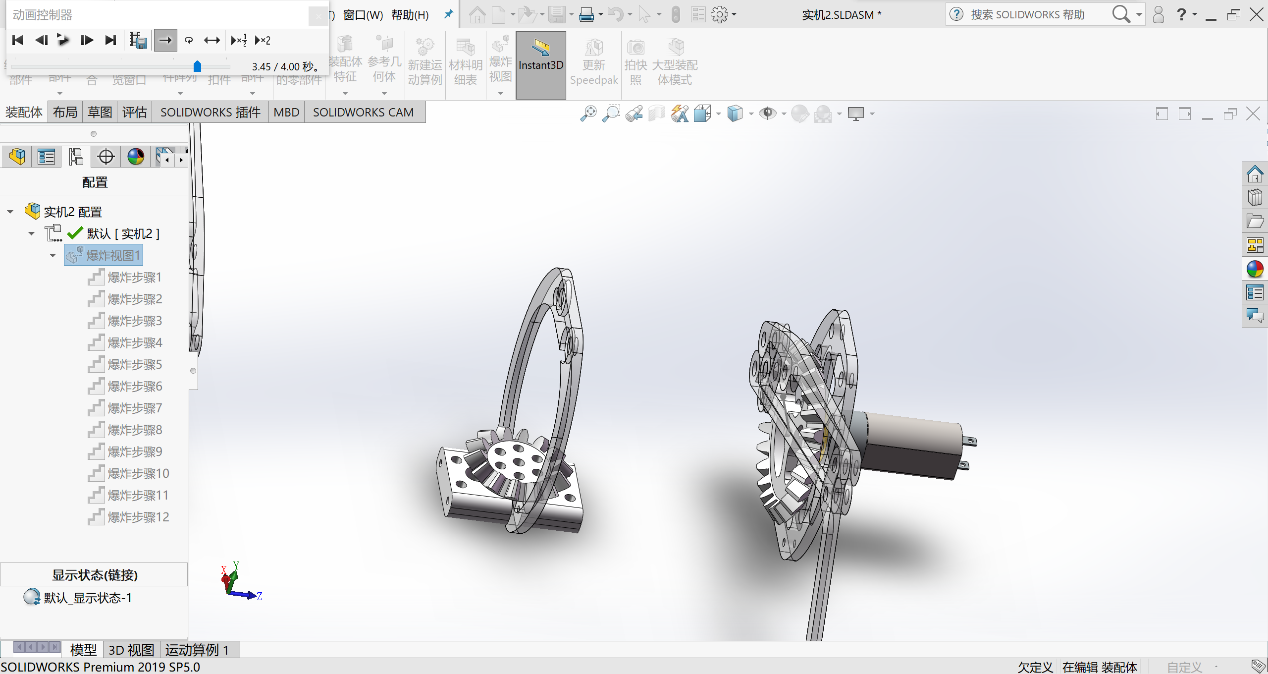 动画控制器
窗口(W) 帮助(H)
实机2.SLDASM *
搜索 SOLIDWORKS 帮助
3.45 / 4.00 秒。
装配体特征
参考几何体
新建运动算例
材料明细表
爆炸视图
Instant3D
更新Speedpak
拍快照
大型装配体模式
装配体 布局 草图 评估 SOLIDWORKS 插件 MBD SOLIDWORKS CAM
配置
实机2 配置
默认 [ 实机2 ]
爆炸视图1
爆炸步骤1
爆炸步骤2
爆炸步骤3
爆炸步骤4
爆炸步骤5
爆炸步骤6
爆炸步骤7
爆炸步骤8
爆炸步骤9
爆炸步骤10
爆炸步骤11
爆炸步骤12
显示状态(链接)
默认_显示状态-1
Y
X
Z
模型 3D 视图 运动算例 1
SOLIDWORKS Premium 2019 SP5.0
欠定义 在编辑 装配体 自定义